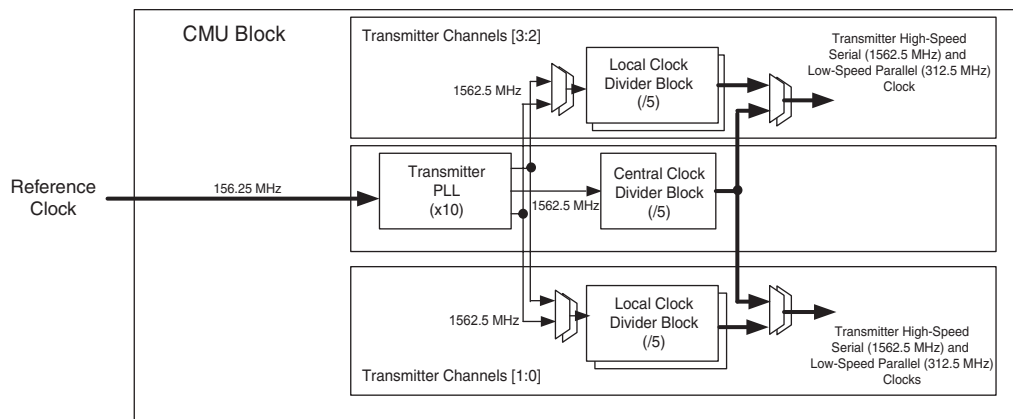 CMU Block
Transmitter Channels [3:2]
1562.5 MHz
Local Clock
Divider Block
(/5)
Transmitter High-Speed
Serial (1562.5 MHz) and
Low-Speed Parallel (312.5 MHz)
Clock
Reference
Clock
156.25 MHz
Transmitter
PLL
(x10)
1562.5 MHz
Central Clock
Divider Block
(/5)
1562.5 MHz
Local Clock
Divider Block
(/5)
Transmitter High-Speed
Serial (1562.5 MHz) and
Low-Speed Parallel (312.5 MHz)
Clocks
Transmitter Channels [1:0]